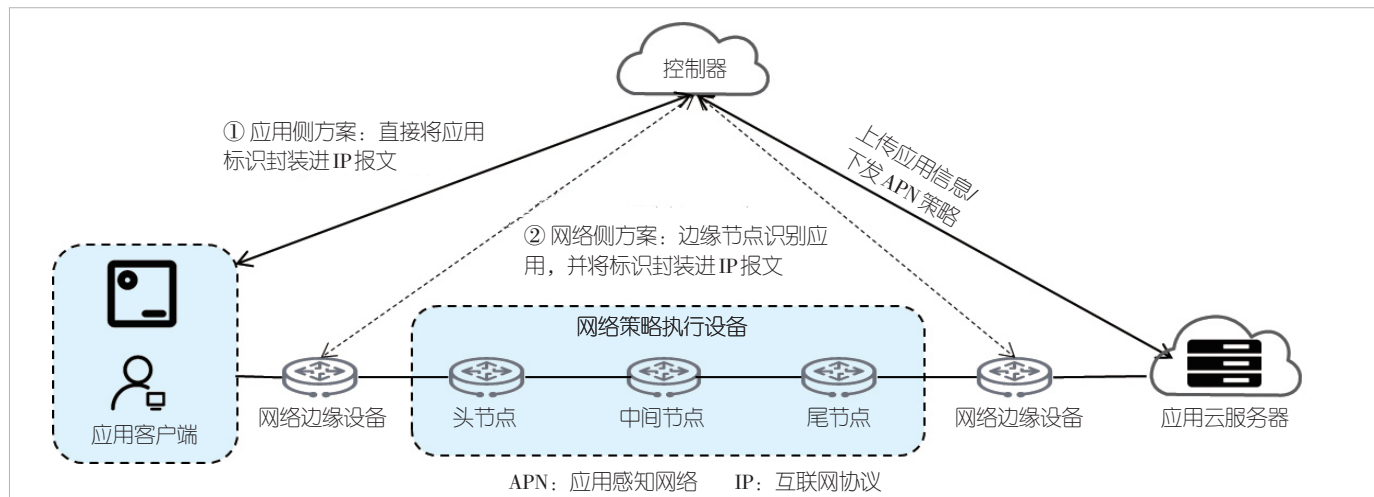 控制器
① 应用侧方案：直接将应用
标识封装进IP报文
上传应用信息/
下发APN策略
② 网络侧方案：边缘节点识别应
用，并将标识封装进IP报文
网络策略执行设备
应用客户端
网络边缘设备
头节点
中间节点
尾节点
网络边缘设备
应用云服务器
APN：应用感知网络 IP：互联网协议